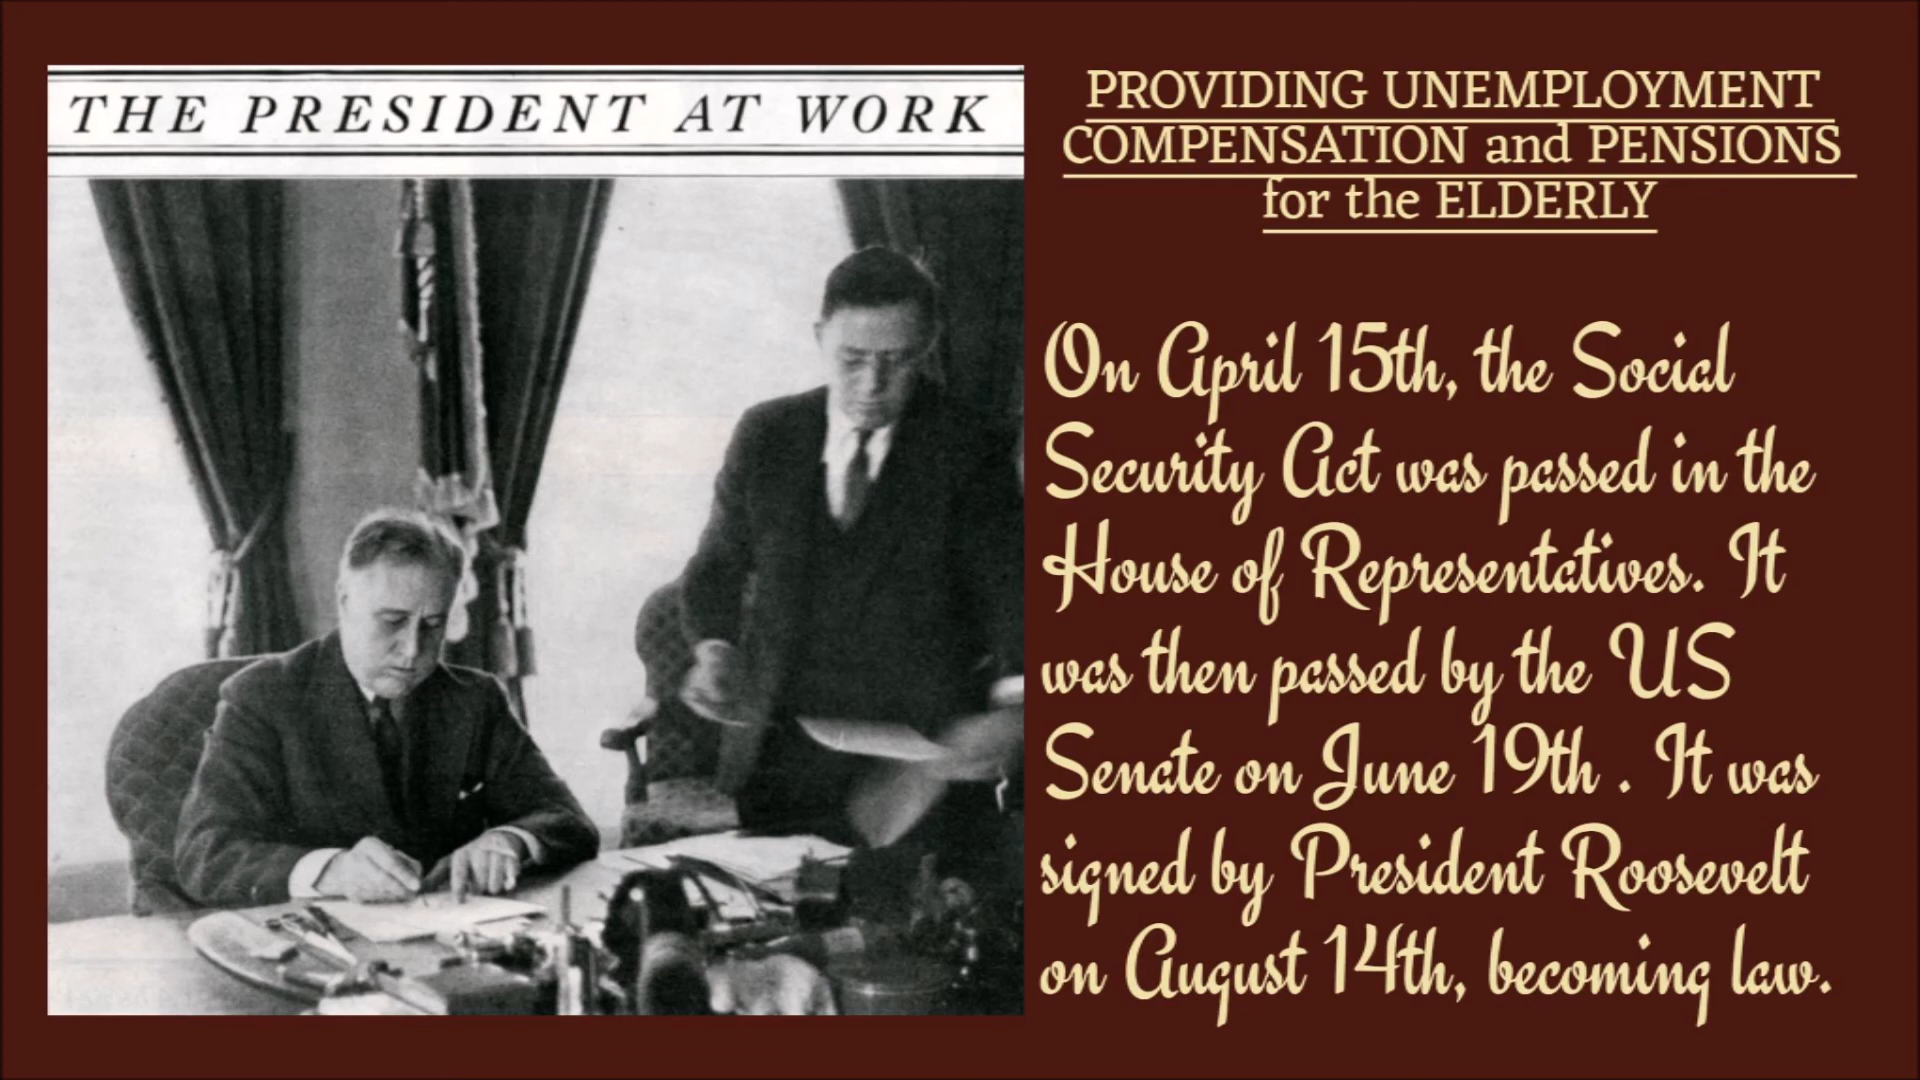 THE PRESIDENT AT WORK
PROVIDING UNEMPLOYMENT
COMPENSATION and PENSIONS
for the ELDERLY
On April 15th, the Social
Security Act was passed in the
House of Representatives. It
was then passed by the US
Senate on June 19th . It was
signed by President Roosevelt
on August 14th, becoming law.